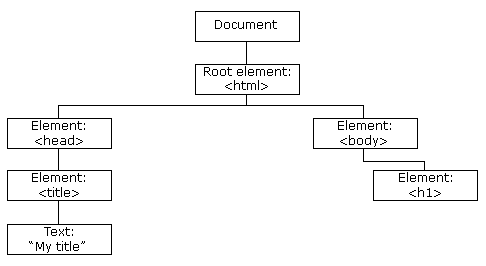 Document
Root element:
<html>
Element:
<head>
Element:
<body>
Element:
<title>
Element:
<h1>
Text:
“My title”